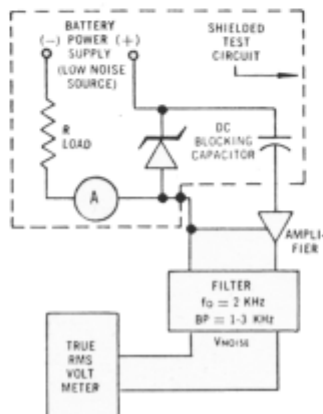 BATTERY
(-) POWER (+)
SUPPLY
(LOW NOISE
SOURCE)
SHIELDED
TEST
CIRCUIT
R
LOAD
DC
BLOCKING
CAPACITOR
A
AMPLI-
FIER
FILTER
fO = 2 KHz
BP = 1-3 KHz
VNOISE
TRUE
RMS
VOLT
METER